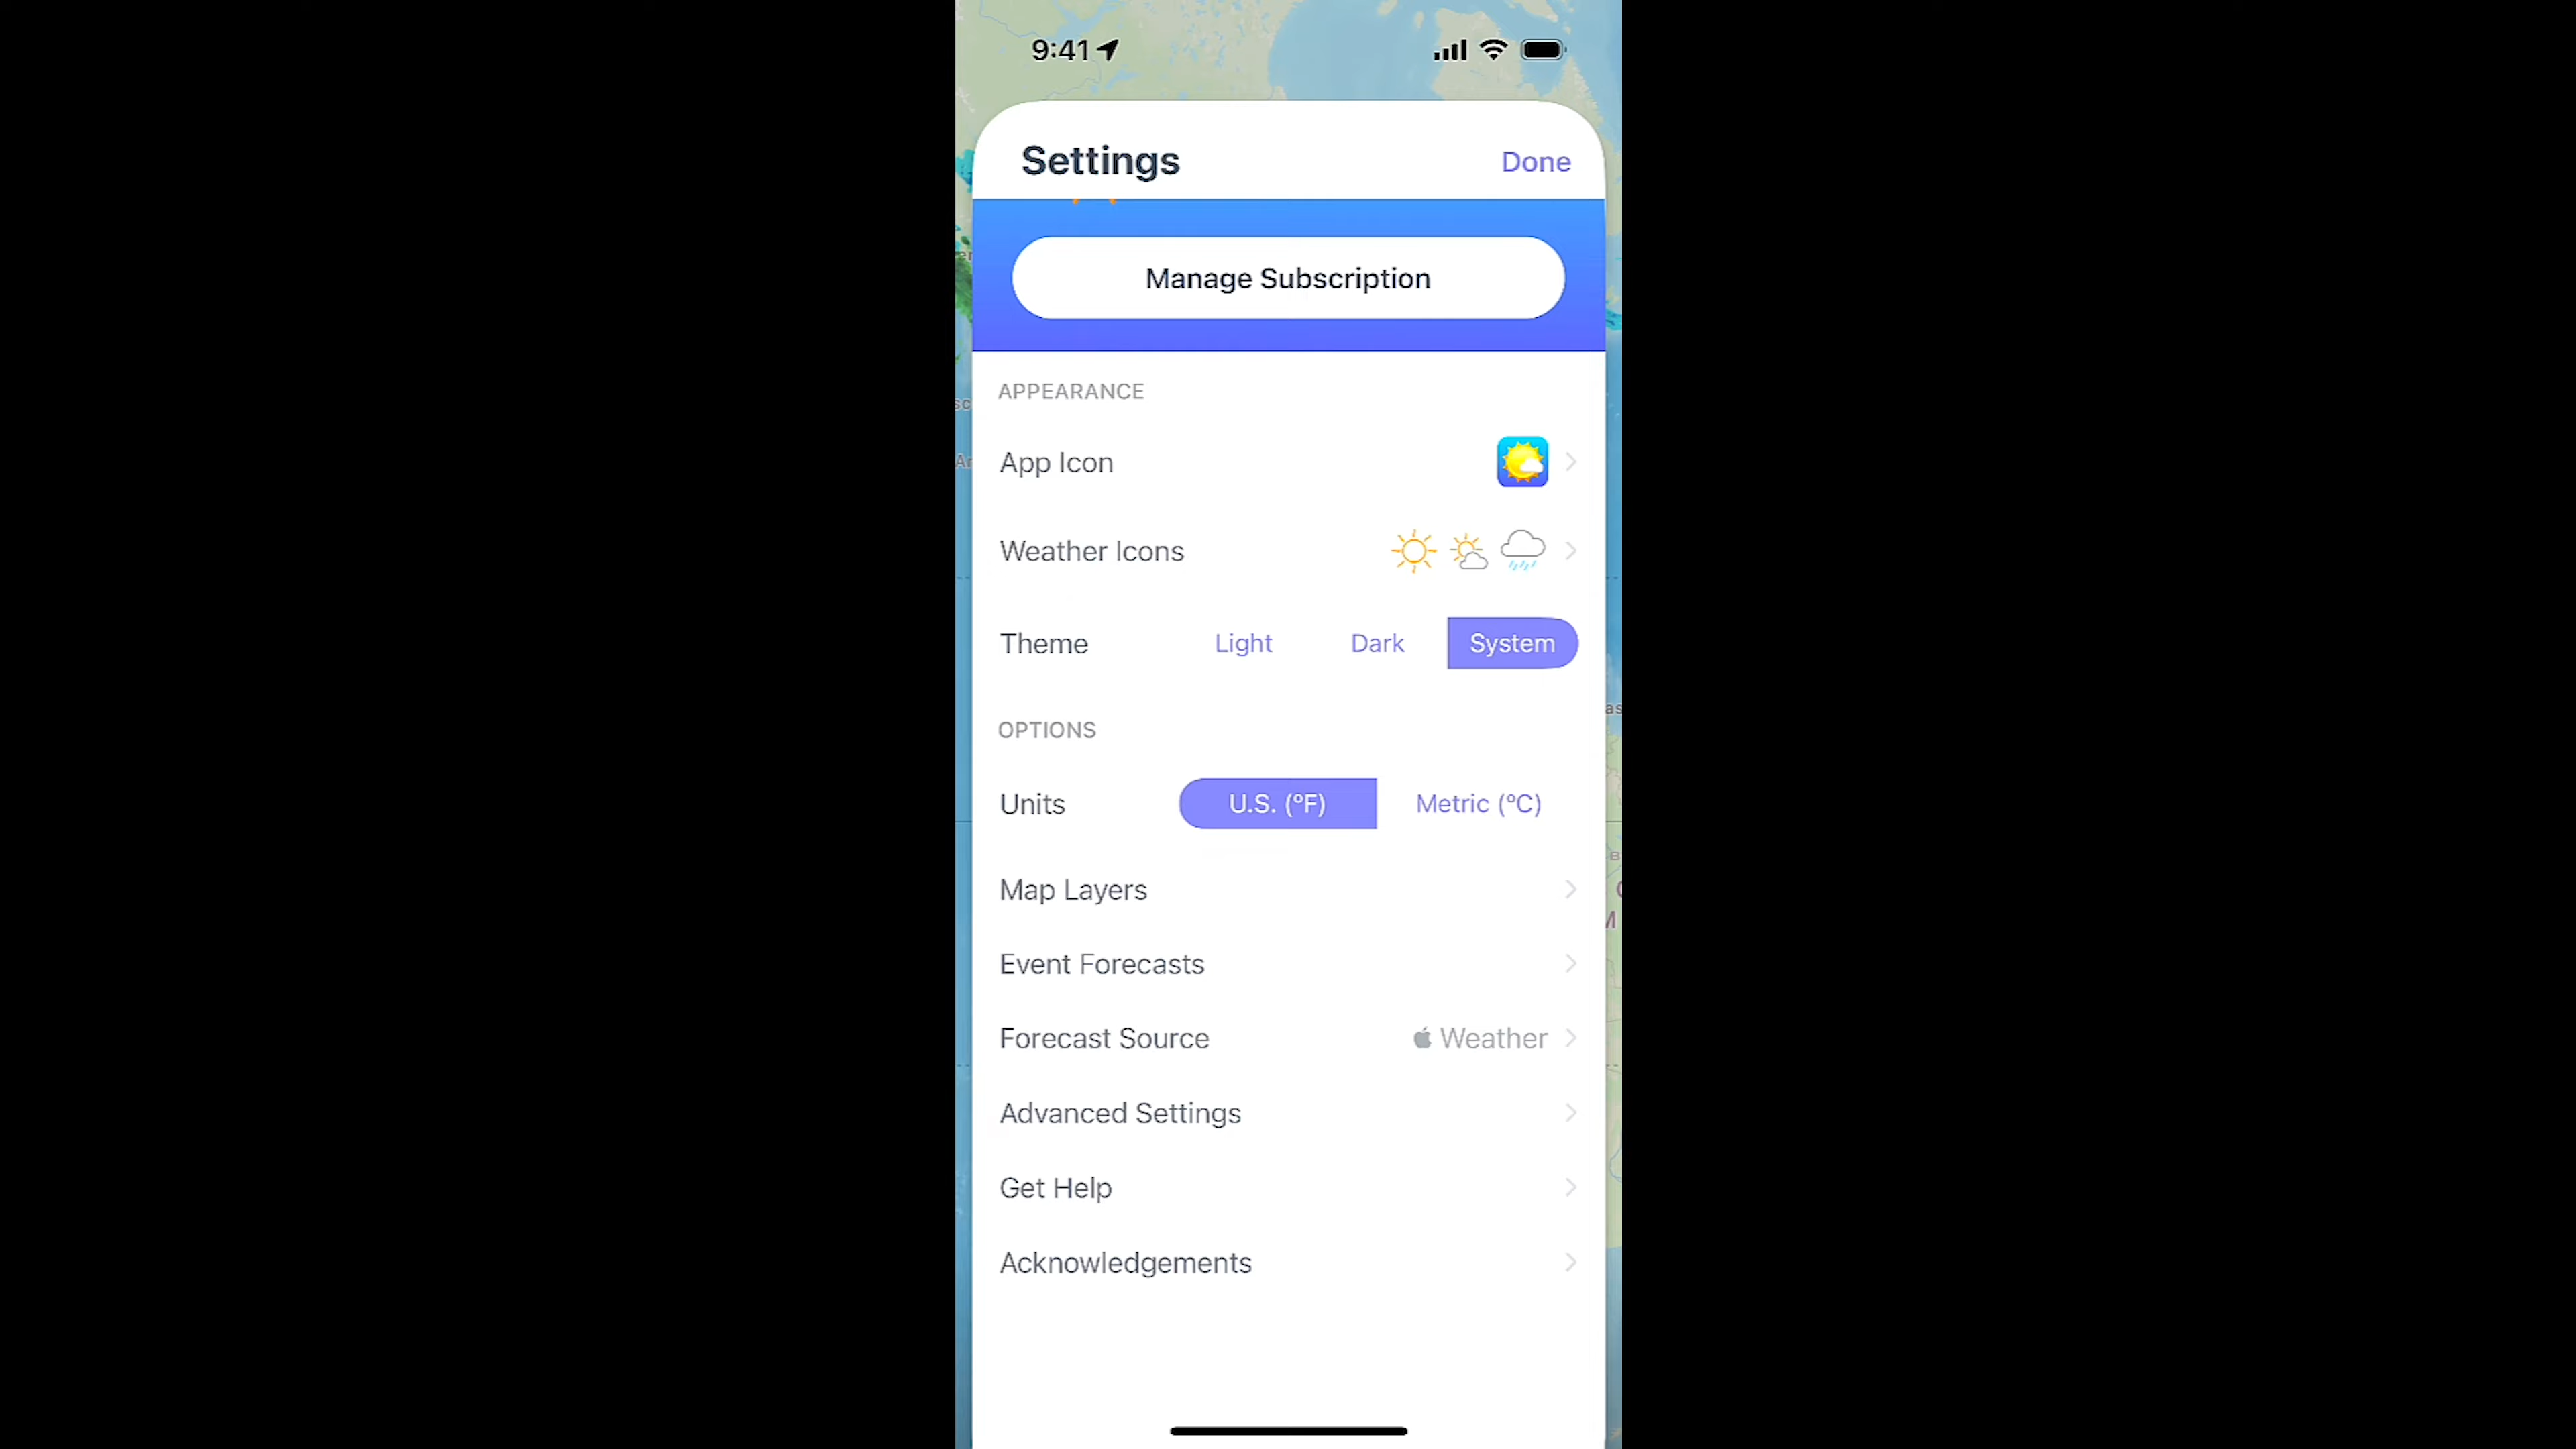 9:41
Settings
Done
Manage Subscription
APPEARANCE
App Icon
Weather Icons
Theme
Light
Dark
System
OPTIONS
Units
U.S. (°F)
Metric (°C)
Map Layers
Event Forecasts
Forecast Source
Weather
Advanced Settings
Get Help
Acknowledgements